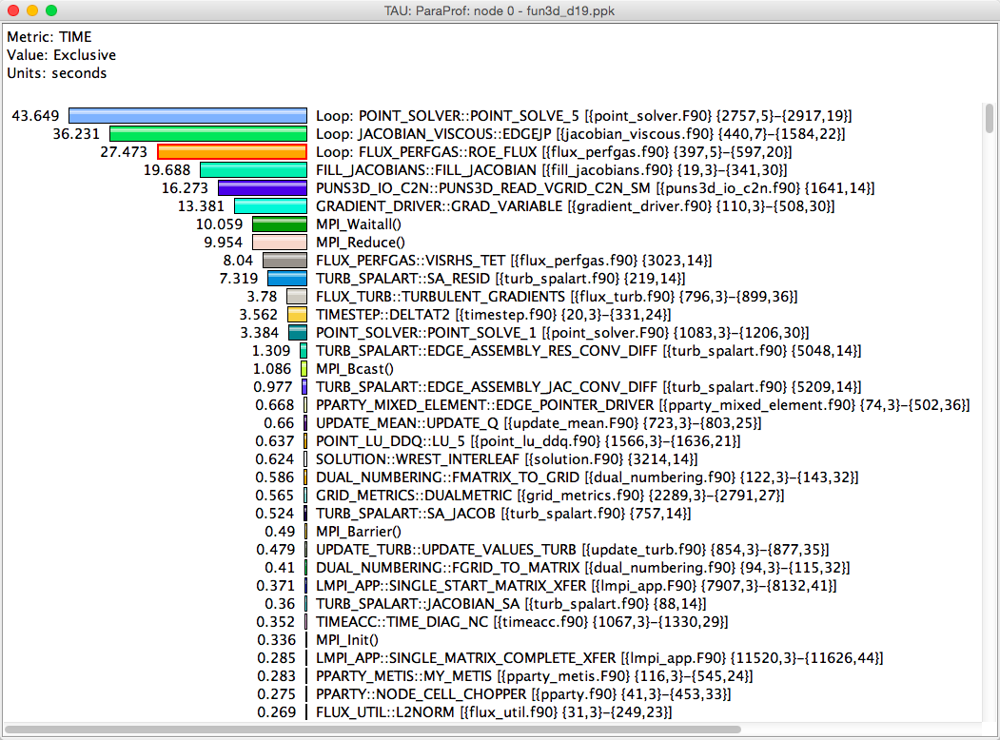 TAU: ParaProf: node 0 - fun3d_d19.ppk
Metric: TIME
Value: Exclusive
Units: seconds
43.649 Loop: POINT_SOLVER::POINT_SOLVE_5 [{point_solver.F90} {2757,5}-{2917,19}]
36.231 Loop: JACOBIAN_VISCOUS::EDGEJP [{jacobian_viscous.f90} {440,7}-{1584,22}]
27.473 Loop: FLUX_PERFGAS::ROE_FLUX [{flux_perfgas.f90} {397,5}-{597,20}]
19.688 FILL_JACOBIANS::FILL_JACOBIAN [{fill_jacobians.f90} {19,3}-{341,30}]
16.273 PUNS3D_IO_C2N::PUNS3D_READ_VGRID_C2N_SM [{puns3d_io_c2n.f90} {1641,14}]
13.381 GRADIENT_DRIVER::GRAD_VARIABLE [{gradient_driver.f90} {110,3}-{508,30}]
10.059 MPI_Waitall()
9.954 MPI_Reduce()
8.04 FLUX_PERFGAS::VISRHS_TET [{flux_perfgas.f90} {3023,14}]
7.319 TURB_SPALART::SA_RESID [{turb_spalart.f90} {219,14}]
3.78 FLUX_TURB::TURBULENT_GRADIENTS [{flux_turb.f90} {796,3}-{899,36}]
3.562 TIMESTEP::DELTAT2 [{timestep.f90} {20,3}-{331,24}]
3.384 POINT_SOLVER::POINT_SOLVE_1 [{point_solver.F90} {1083,3}-{1206,30}]
1.309 TURB_SPALART::EDGE_ASSEMBLY_RES_CONV_DIFF [{turb_spalart.f90} {5048,14}]
1.086 MPI_Bcast()
0.977 TURB_SPALART::EDGE_ASSEMBLY_JAC_CONV_DIFF [{turb_spalart.f90} {5209,14}]
0.668 PPARTY_MIXED_ELEMENT::EDGE_POINTER_DRIVER [{pparty_mixed_element.f90} {74,3}-{502,36}]
0.66 UPDATE_MEAN::UPDATE_Q [{update_mean.F90} {723,3}-{803,25}]
0.637 POINT_LU_DDQ::LU_5 [{point_lu_ddq.f90} {1566,3}-{1636,21}]
0.624 SOLUTION::WREST_INTERLEAF [{solution.F90} {3214,14}]
0.586 DUAL_NUMBERING::FMATRIX_TO_GRID [{dual_numbering.f90} {122,3}-{143,32}]
0.565 GRID_METRICS::DUALMETRIC [{grid_metrics.f90} {2289,3}-{2791,27}]
0.524 TURB_SPALART::SA_JACOB [{turb_spalart.f90} {757,14}]
0.49 MPI_Barrier()
0.479 UPDATE_TURB::UPDATE_VALUES_TURB [{update_turb.f90} {854,3}-{877,35}]
0.41 DUAL_NUMBERING::FGRID_TO_MATRIX [{dual_numbering.f90} {94,3}-{115,32}]
0.371 LMPI_APP::SINGLE_START_MATRIX_XFER [{lmpi_app.F90} {7907,3}-{8132,41}]
0.36 TURB_SPALART::JACOBIAN_SA [{turb_spalart.f90} {88,14}]
0.352 TIMEACC::TIME_DIAG_NC [{timeacc.f90} {1067,3}-{1330,29}]
0.336 MPI_Init()
0.285 LMPI_APP::SINGLE_MATRIX_COMPLETE_XFER [{lmpi_app.F90} {11520,3}-{11626,44}]
0.283 PPARTY_METIS::MY_METIS [{pparty_metis.F90} {116,3}-{545,24}]
0.275 PPARTY::NODE_CELL_CHOPPER [{pparty.f90} {41,3}-{453,33}]
0.269 FLUX_UTIL::L2NORM [{flux_util.f90} {31,3}-{249,23}]